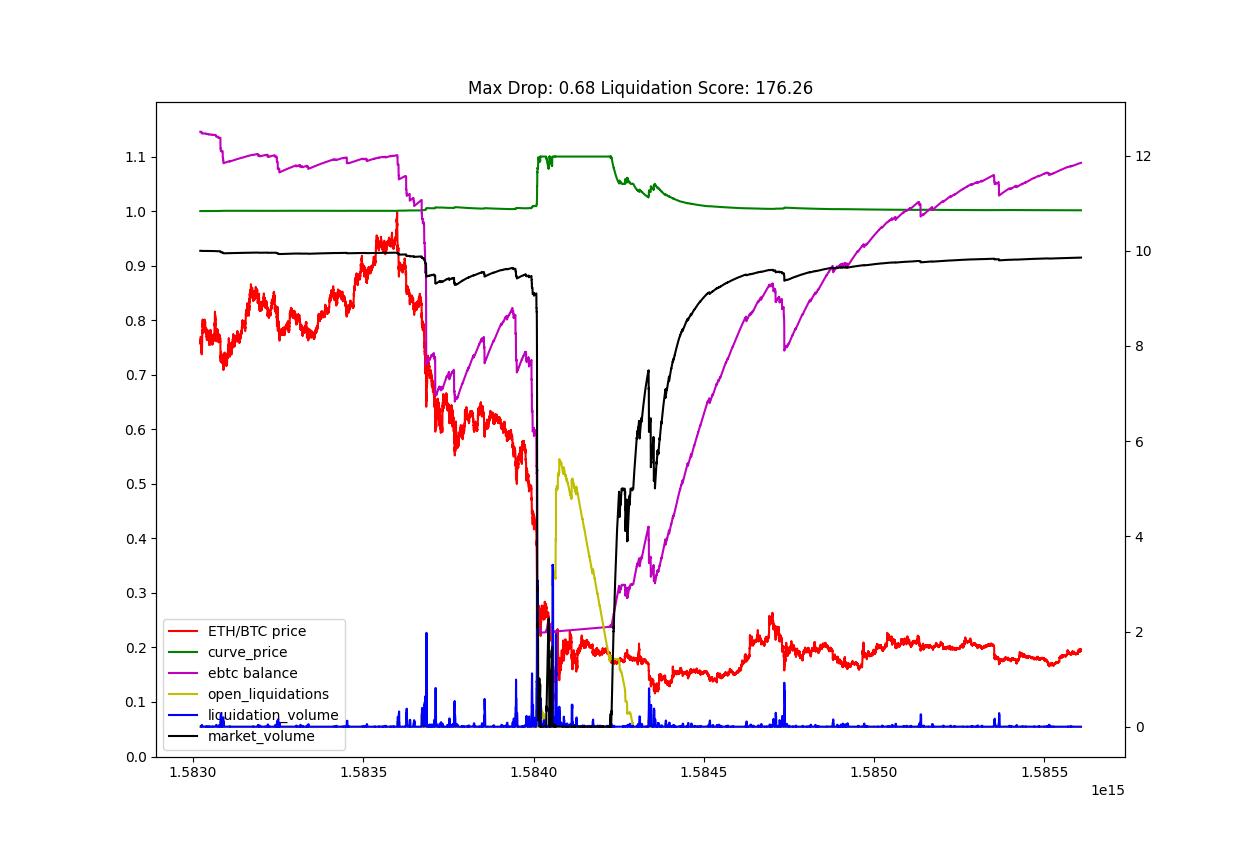 Max Drop: 0.68 Liquidation Score: 176.26
1.1
1.0
0.9
0.8
0.7
0.6
0.5
0.4
0.3
0.2
0.1
0.0
12
10
8
6
4
2
0
ETH/BTC price
curve_price
ebtc balance
open_liquidations
liquidation_volume
market_volume
1.5830 1.5835 1.5840 1.5845 1.5850 1.5855
1e15